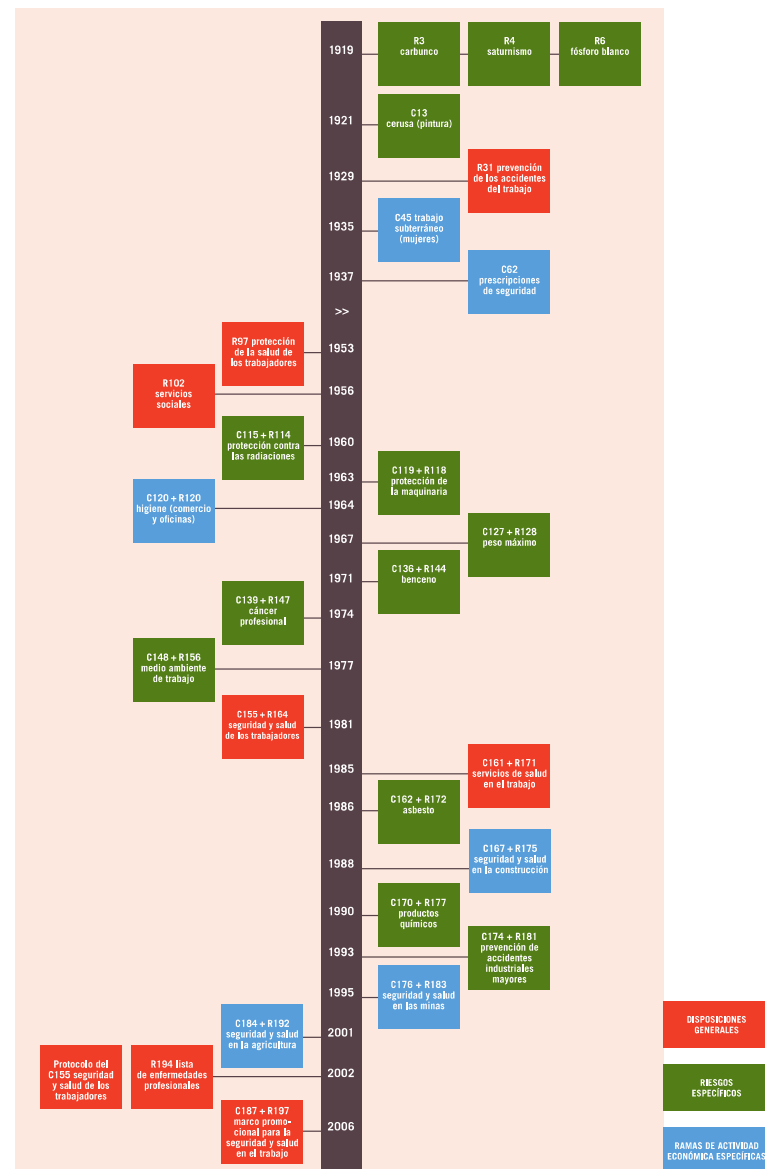 1919
R3
carbunco
R4
saturnismo
R6
fósforo blanco
1921
C13
cerusa (pintura)
1929
R31 prevención
de los accidentes
del trabajo
1935
C45 trabajo
subterráneo
(mujeres)
1937
C62
prescripciones
de seguridad
>>
R97 protección
de la salud de
los trabajadores
1953
R102
servicios
sociales
1956
C115 + R114
protección contra
las radiaciones
1960
1963
C119 + R118
protección de
la maquinaria
C120 + R120
higiene (comercio
y oficinas)
1964
1967
C127 + R128
peso máximo
1971
C136 + R144
benceno
C139 + R147
cáncer
profesional
1974
C148 + R156
medio ambiente
de trabajo
1977
C155 + R164
seguridad y salud
de los trabajadores
1981
1985
C161 + R171
servicios de salud
en el trabajo
1986
C162 + R172
asbesto
1988
C167 + R175
seguridad y salud
en la construcción
1990
C170 + R177
productos
químicos
1993
C174 + R181
prevención de
accidentes
industriales
mayores
1995
C176 + R183
seguridad y salud
en las minas
C184 + R192
seguridad y salud
en la agricultura
2001
Protocolo del
C155 seguridad
y salud de los
trabajadores
R194 lista
de enfermedades
profesionales
2002
C187 + R197
marco promo-
cional para la
seguridad y salud
en el trabajo
2006
DISPOSICIONES
GENERALES
RIESGOS
ESPECÍFICOS
RAMAS DE ACTIVIDAD
ECONÓMICA ESPECÍFICAS